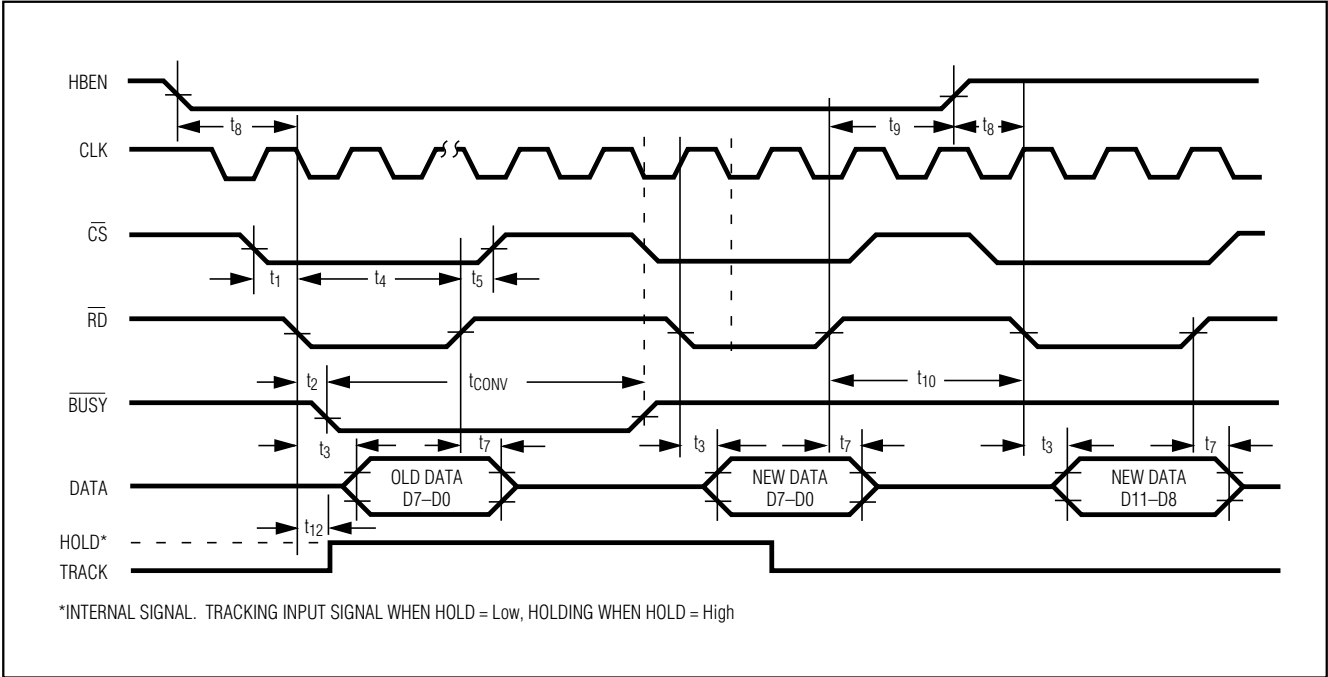 HBEN
t8
t9
t8
CLK
CS
t1
t4
t5
RD
t2
tCONV
t10
BUSY
t3
t7
t3
t7
t3
t7
DATA
OLD DATA
D7–D0
NEW DATA
D7–D0
NEW DATA
D11–D8
t12
HOLD*
TRACK
*INTERNAL SIGNAL. TRACKING INPUT SIGNAL WHEN HOLD = Low, HOLDING WHEN HOLD = High